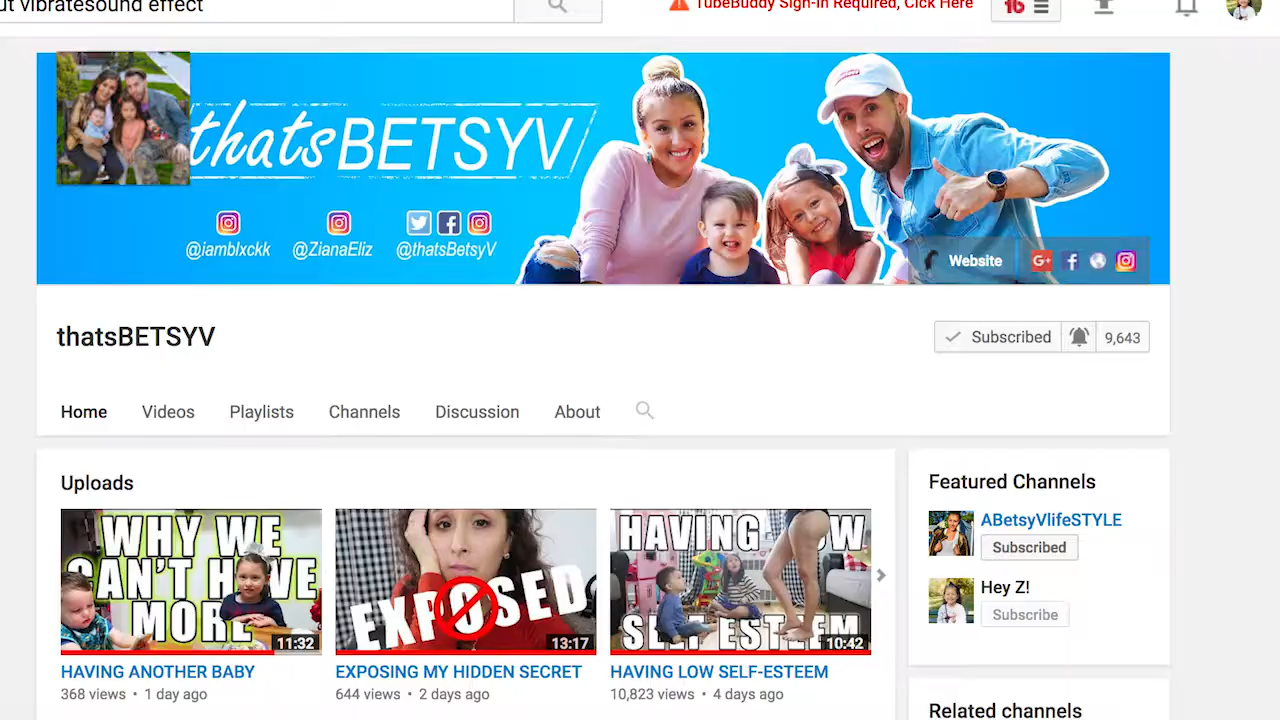 ut vibratesound effect
TubeBuddy Sign-in Required, Click Here
16
thatsBETSYV
@iamblxckk @ZianaEliz @thatsBetsyV
Website G+
thatsBETSYV
Subscribed 9,643
Home Videos Playlists Channels Discussion About
Uploads
WHY WE
CAN'T HAVE
MORE
11:32
EXPOSED
13:17
HAVING LOW
SELF ESTEEM
10:42
HAVING ANOTHER BABY
368 views • 1 day ago
EXPOSING MY HIDDEN SECRET
644 views • 2 days ago
HAVING LOW SELF-ESTEEM
10,823 views • 4 days ago
Featured Channels
ABetsyVlifeSTYLE
Subscribed
Hey Z!
Subscribe
Related channels